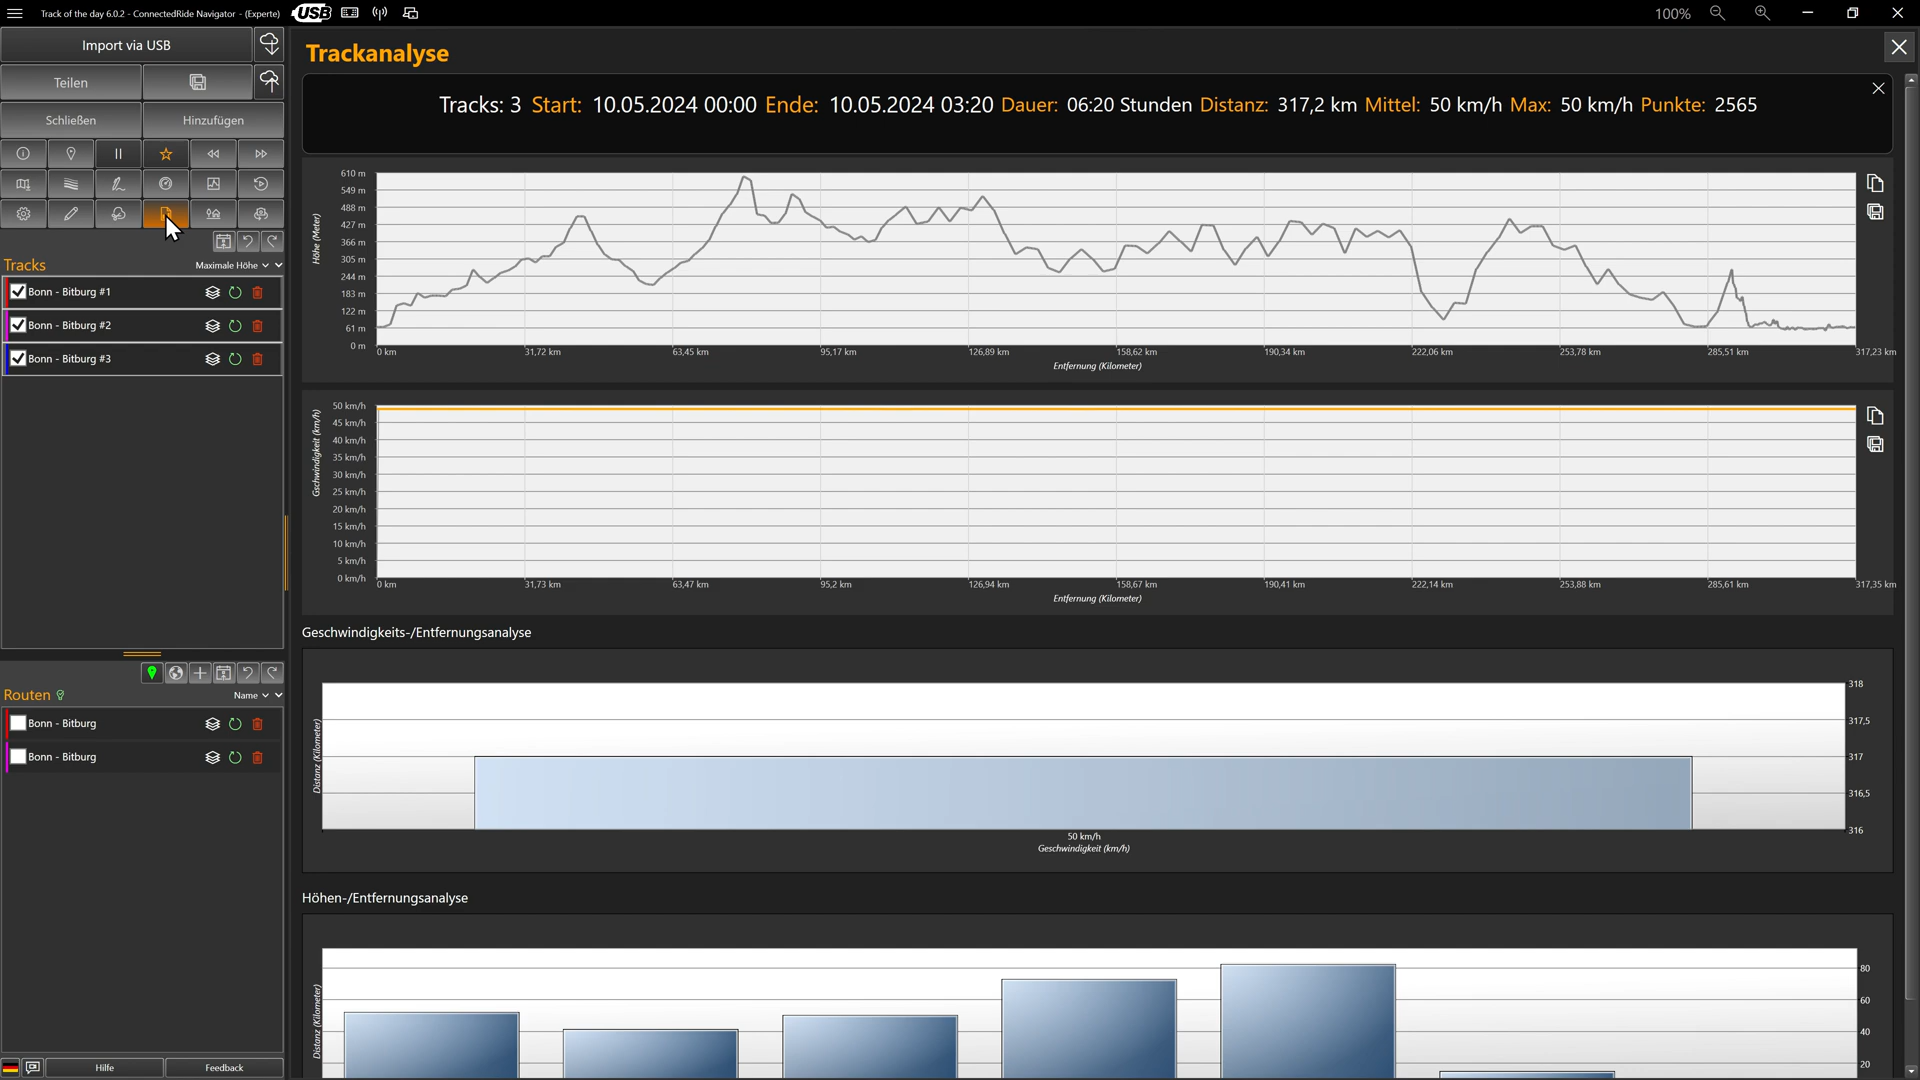 Track of the day 6.0.2 - ConnectedRide Navigator - (Experte) USB 100%
Import via USB
Teilen
Schließen Hinzufügen
Tracks Maximale Höhe
Bonn - Bitburg #1
Bonn - Bitburg #2
Bonn - Bitburg #3
Routen Name
Bonn - Bitburg
Bonn - Bitburg
Hilfe Feedback
Trackanalyse
Tracks: 3 Start: 10.05.2024 00:00 Ende: 10.05.2024 03:20 Dauer: 06:20 Stunden Distanz: 317,2 km Mittel: 50 km/h Max: 50 km/h Punkte: 2565
Höhe (Meter)
610 m
549 m
488 m
427 m
366 m
305 m
244 m
183 m
122 m
61 m
0 m
0 km 31,72 km 63,45 km 95,17 km 126,89 km 158,62 km 190,34 km 222,06 km 253,78 km 285,51 km 317,23 km
Entfernung (Kilometer)
Gschwindigkeit (km/h)
50 km/h
45 km/h
40 km/h
35 km/h
30 km/h
25 km/h
20 km/h
15 km/h
10 km/h
5 km/h
0 km/h
0 km 31,73 km 63,47 km 95,2 km 126,94 km 158,67 km 190,41 km 222,14 km 253,88 km 285,61 km 317,35 km
Entfernung (Kilometer)
Geschwindigkeits-/Entfernungsanalyse
Distanz (Kilometer)
318
317,5
317
316,5
316
50 km/h
Geschwindigkeit (km/h)
Höhen-/Entfernungsanalyse
Distanz (Kilometer)
80
60
40
20